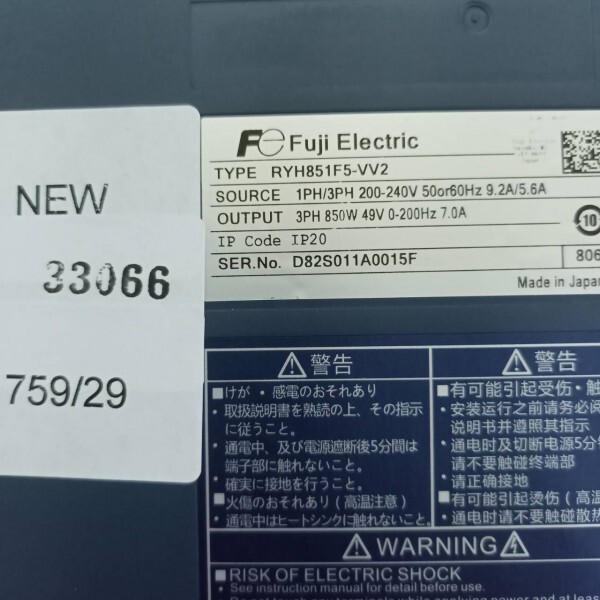 NEW
33066
759/29
Fe Fuji Electric
TYPE RYH851F5-VV2
SOURCE 1PH/3PH 200-240V 50or60Hz 9.2A/5.6A
OUTPUT 3PH 850W 49V 0-200Hz 7.0A
10
IP Code IP20
SER.No. D82S011A0015F
806
Made in Japan
警告
■けが・感電のおそれあり
・取扱説明書を熟読の上、その指示
に従うこと。
・通電中、及び電源遮断後5分間は
端子部に触れないこと。
・確実に接地を行うこと。
■火傷のおそれあり(高温注意)
・通電中はヒートシンクに触れないこと。
警告
■有可能引起受伤・触
・安装运行之前请务必阅
说明书并遵照其指示
・通电时及切断电源5分
请不要触碰终端部
・请正确接地
■有可能引起烫伤(高温
・通电时请不要触碰散热
WARNING
■RISK OF ELECTRIC SHOCK
・See instruction manual for detail before use.